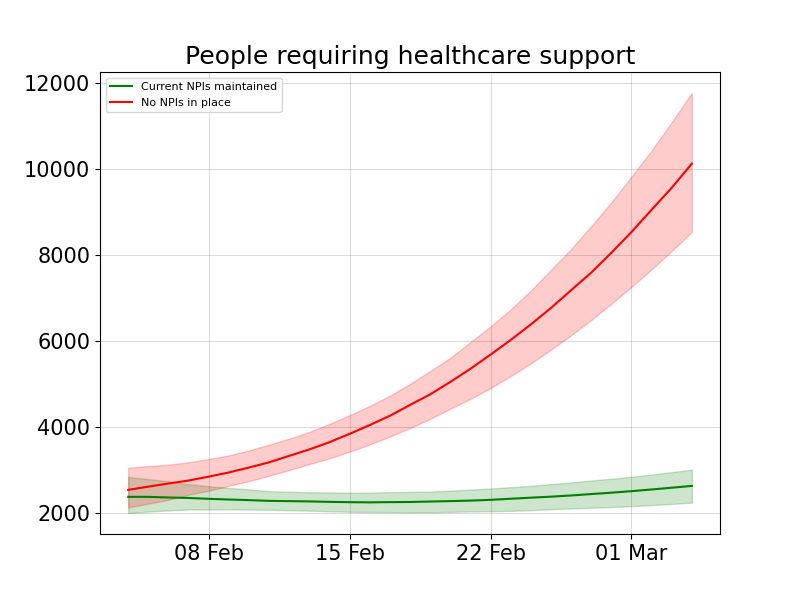 People requiring healthcare support
Current NPIs maintained
No NPIs in place
12000
10000
8000
6000
4000
2000
08 Feb
15 Feb
22 Feb
01 Mar